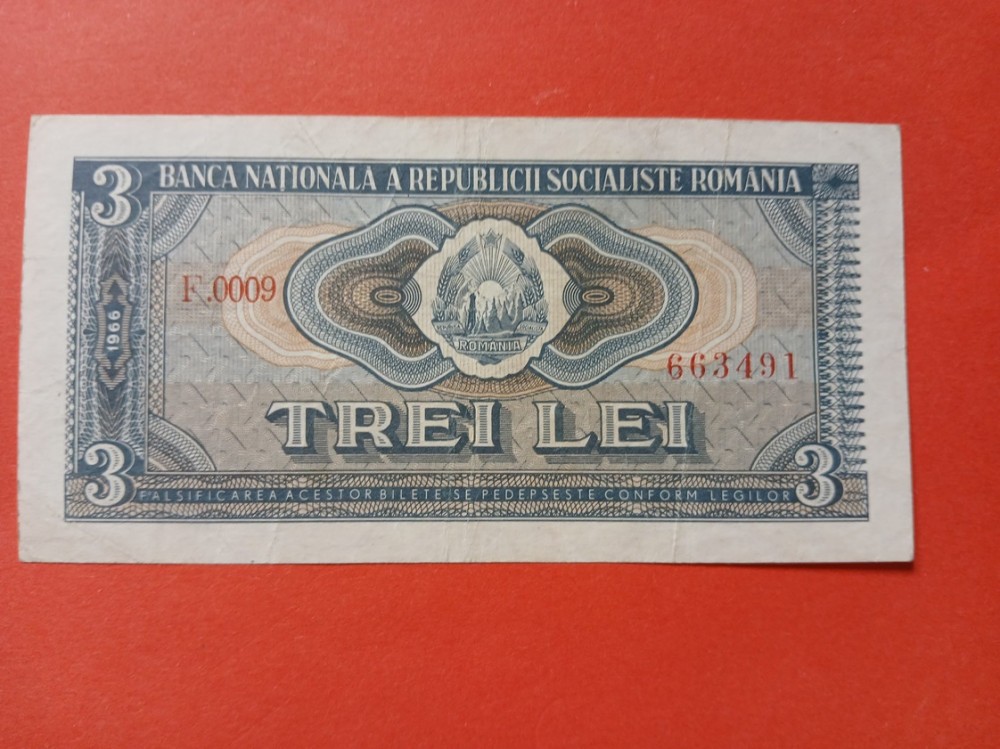 3 BANCA NAȚIONALA A REPUBLICII SOCIALISTE ROMÂNIA
F.0009
1966
ROMÂNIA
663491
TREI LEI
3 FALSIFICAREA ACESTOR BILETE SE PEDEPSESTE CONFORM LEGILOR 3